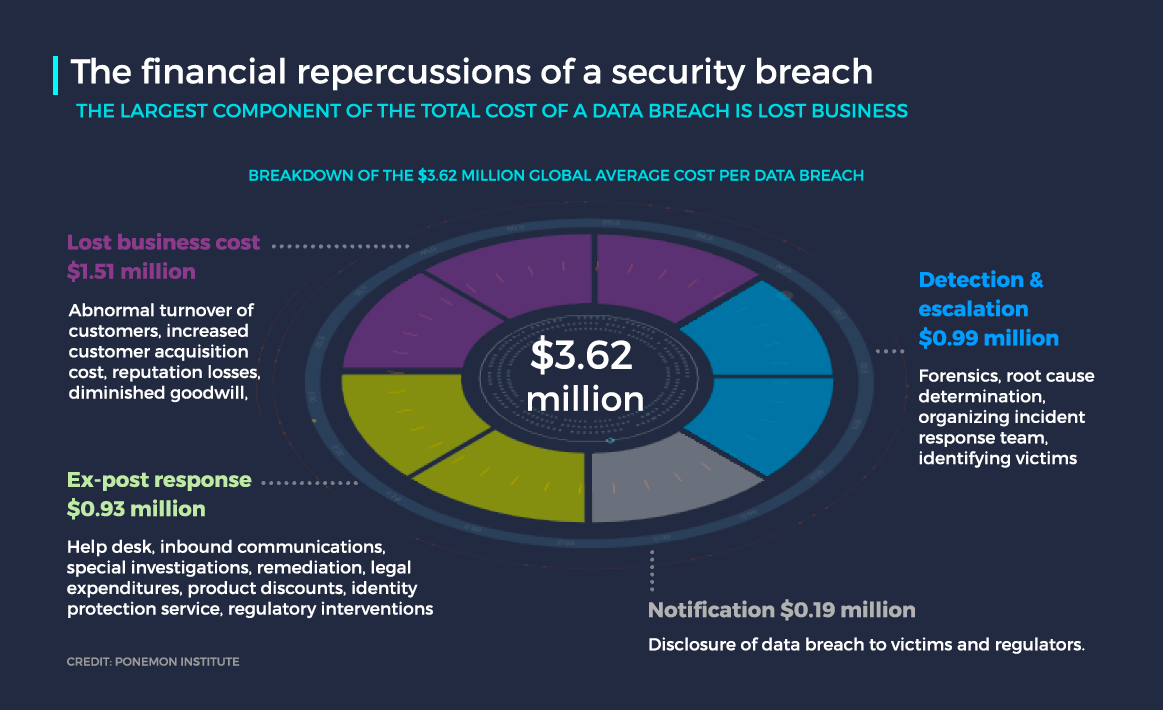 The financial repercussions of a security breach
THE LARGEST COMPONENT OF THE TOTAL COST OF A DATA BREACH IS LOST BUSINESS
BREAKDOWN OF THE $3.62 MILLION GLOBAL AVERAGE COST PER DATA BREACH
Lost business cost
$1.51 million
Abnormal turnover of
customers, increased
customer acquisition
cost, reputation losses,
diminished goodwill,
$3.62
million
Detection &
escalation
$0.99 million
Forensics, root cause
determination,
organizing incident
response team,
identifying victims
Ex-post response
$0.93 million
Help desk, inbound communications,
special investigations, remediation, legal
expenditures, product discounts, identity
protection service, regulatory interventions
Notification $0.19 million
Disclosure of data breach to victims and regulators.
CREDIT: PONEMON INSTITUTE